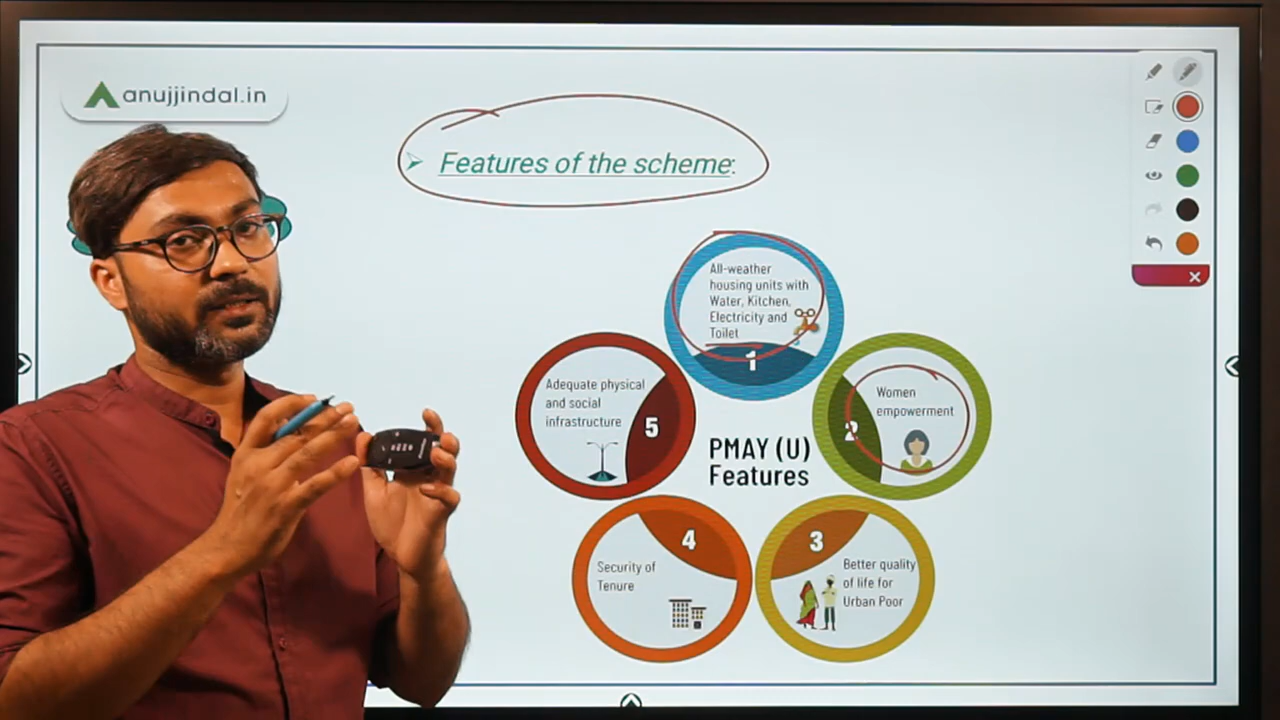 anujjindal.in
Features of the scheme:
All-weather
housing units with
Water, Kitchen,
Electricity and
Toilet
1
Women
empowerment
2
3
Better quality
of life for
Urban Poor
4
Security of
Tenure
Adequate physical
and social
infrastructure
5
PMAY (U)
Features